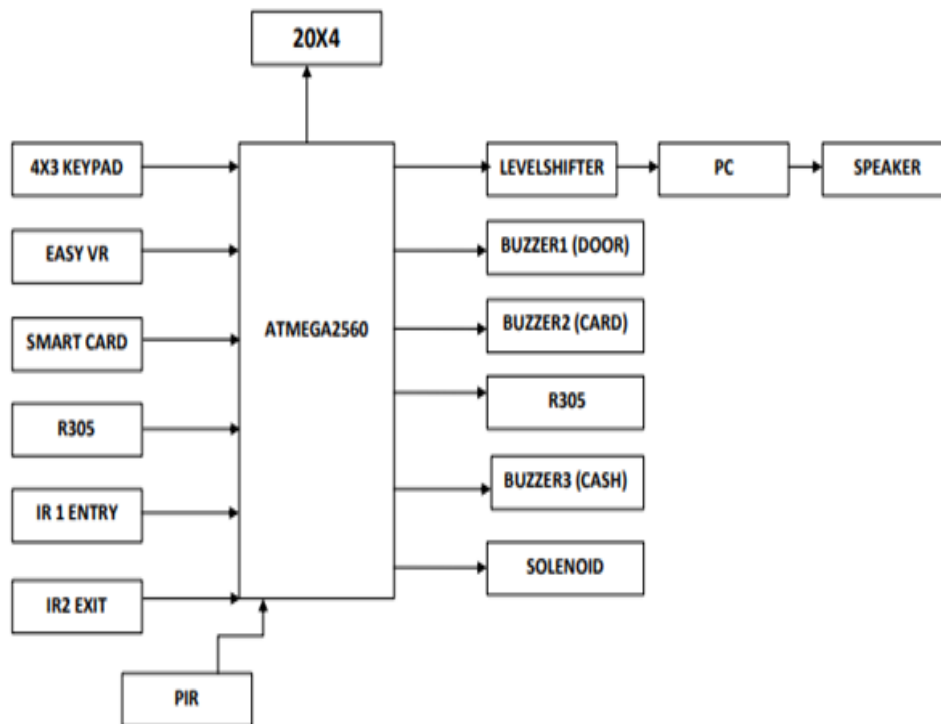 20X4
4X3 KEYPAD
LEVELSHIFTER
PC
SPEAKER
EASY VR
BUZZER1 (DOOR)
SMART CARD
ATMEGA2560
BUZZER2 (CARD)
R305
R305
IR 1 ENTRY
BUZZER3 (CASH)
IR2 EXIT
SOLENOID
PIR